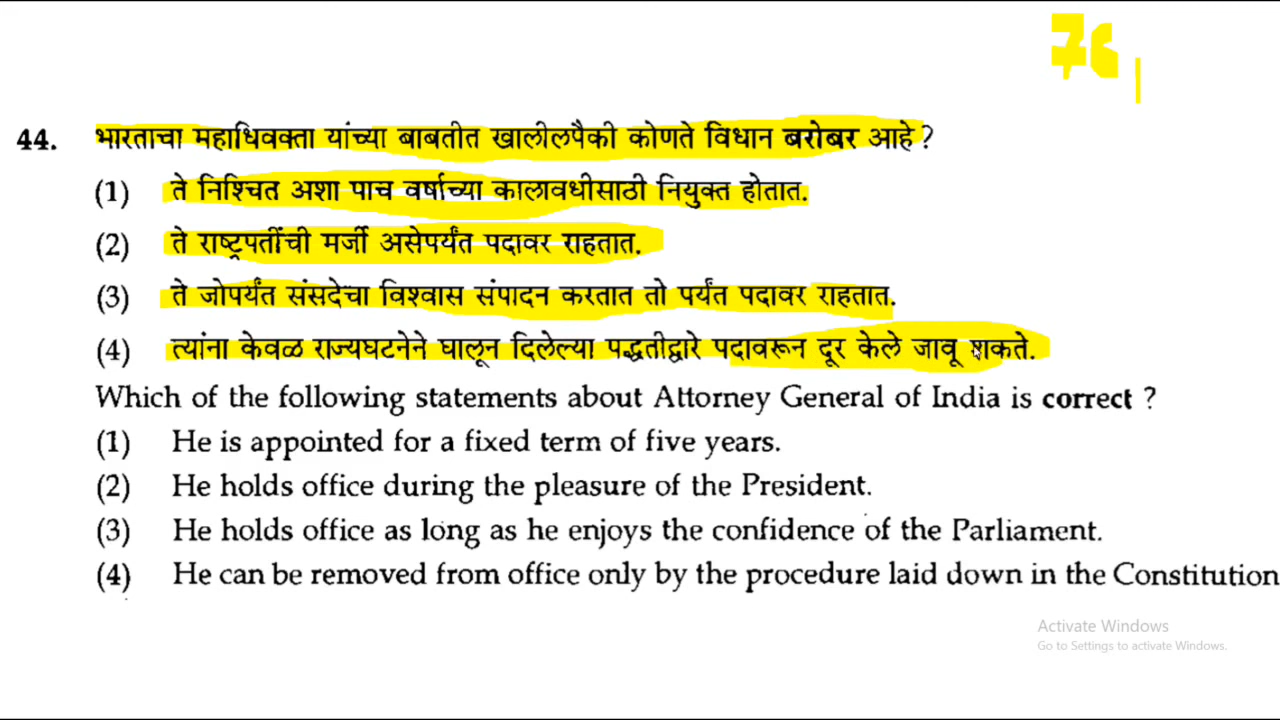 76
44. भारताचा महाधिवक्ता यांच्या बाबतीत खालीलपैकी कोणते विधान बरोबर आहे ?
(1) ते निश्चित अशा पाच वर्षाच्या कालावधीसाठी नियुक्त होतात.
(2) ते राष्ट्रपतींची मर्जी असेपर्यंत पदावर राहतात.
(3) ते जोपर्यंत संसदेचा विश्वास संपादन करतात तो पर्यंत पदावर राहतात.
(4) त्यांना केवळ राज्यघटनेने घालून दिलेल्या पद्धतीद्वारे पदावरून दूर केले जावू शकते.
Which of the following statements about Attorney General of India is correct ?
(1) He is appointed for a fixed term of five years.
(2) He holds office during the pleasure of the President.
(3) He holds office as long as he enjoys the confidence of the Parliament.
(4) He can be removed from office only by the procedure laid down in the Constitution
Activate Windows
Go to Settings to activate Windows.